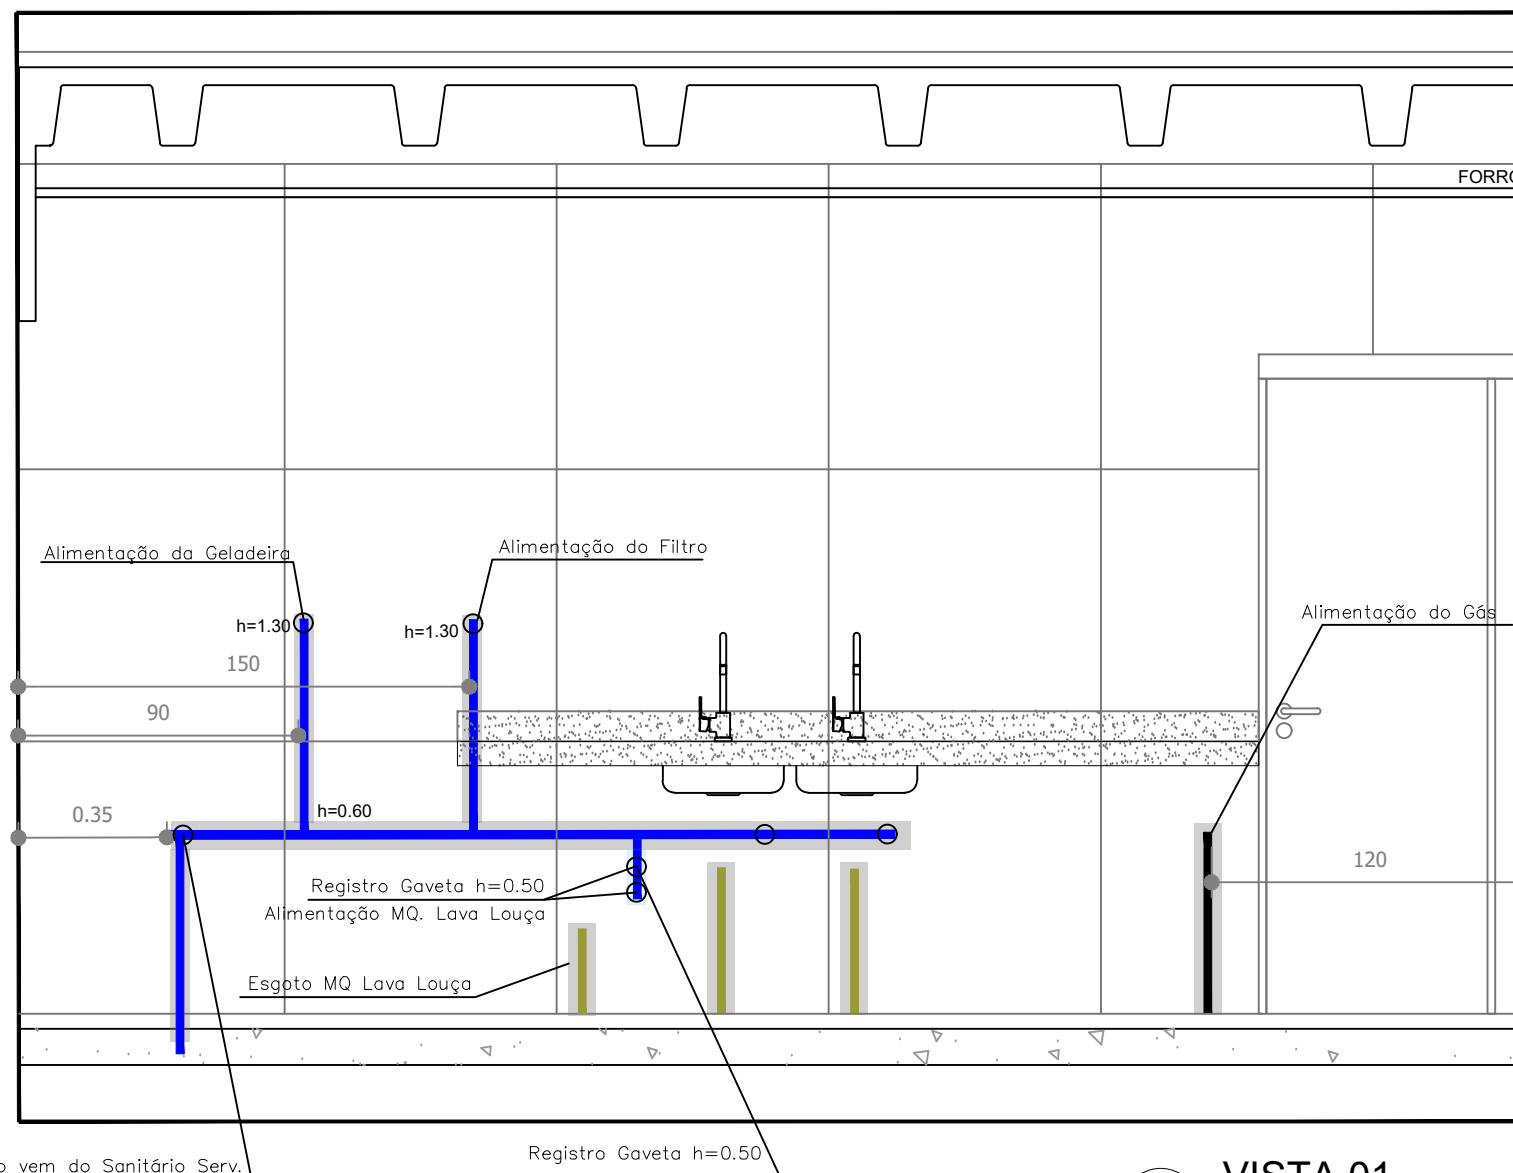 FORRO
Alimentação da Geladeira
Alimentação do Filtro
h=1.30
h=1.30
Alimentação do Gás
150
90
0.35
h=0.60
120
Registro Gaveta h=0.50
Alimentação MQ. Lava Louça
Esgoto MQ Lava Louça
Registro Gaveta h=0.50
vem do Sanitário Serv.
VISTA 01